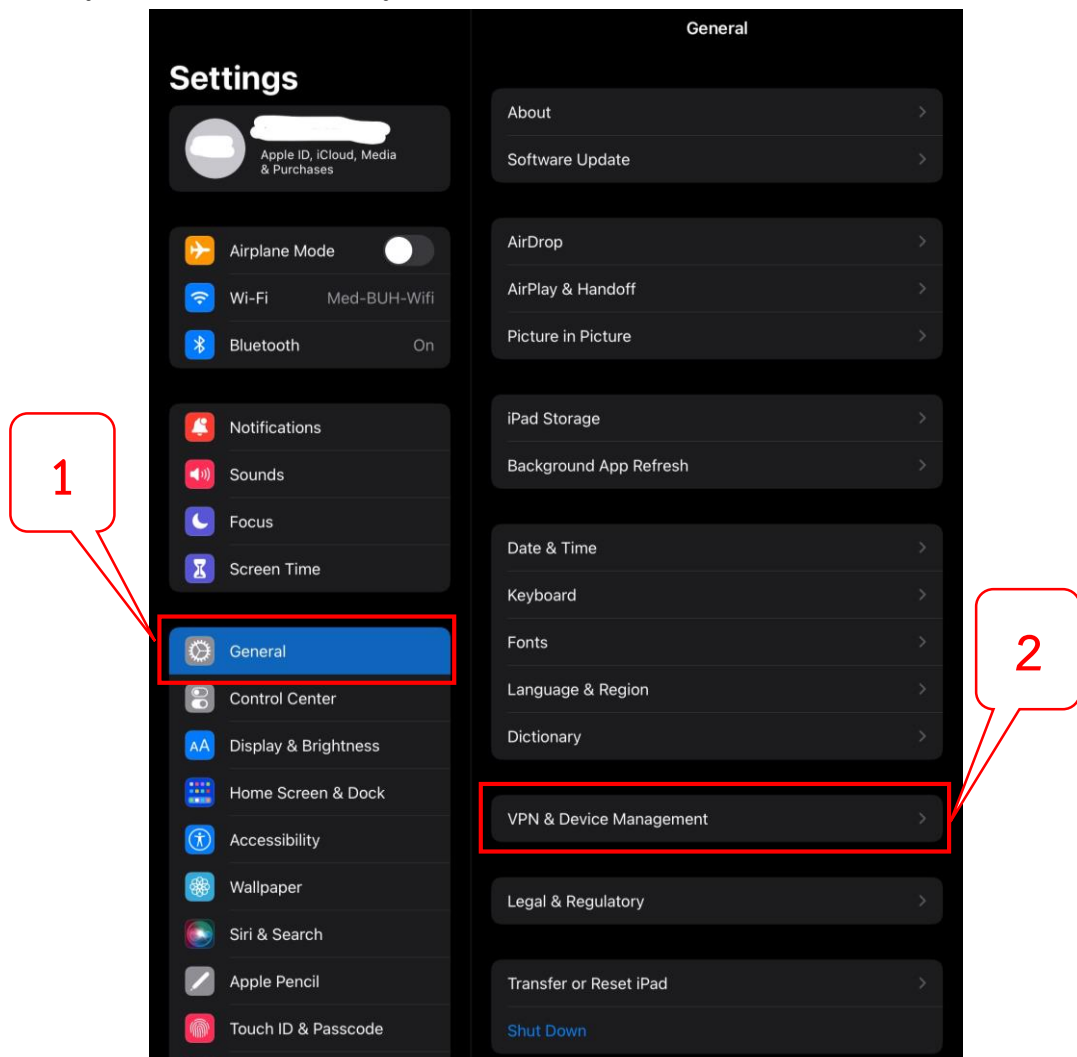 General
Settings
Apple ID, iCloud, Media
& Purchases
Airplane Mode
Wi-Fi Med-BUH-Wifi
Bluetooth On
Notifications
Sounds
Focus
Screen Time
General
Control Center
AA Display & Brightness
Home Screen & Dock
Accessibility
Wallpaper
Siri & Search
Apple Pencil
Touch ID & Passcode
About
Software Update
AirDrop
AirPlay & Handoff
Picture in Picture
iPad Storage
Background App Refresh
Date & Time
Keyboard
Fonts
Language & Region
Dictionary
VPN & Device Management
Legal & Regulatory
Transfer or Reset iPad
Shut Down
1
2